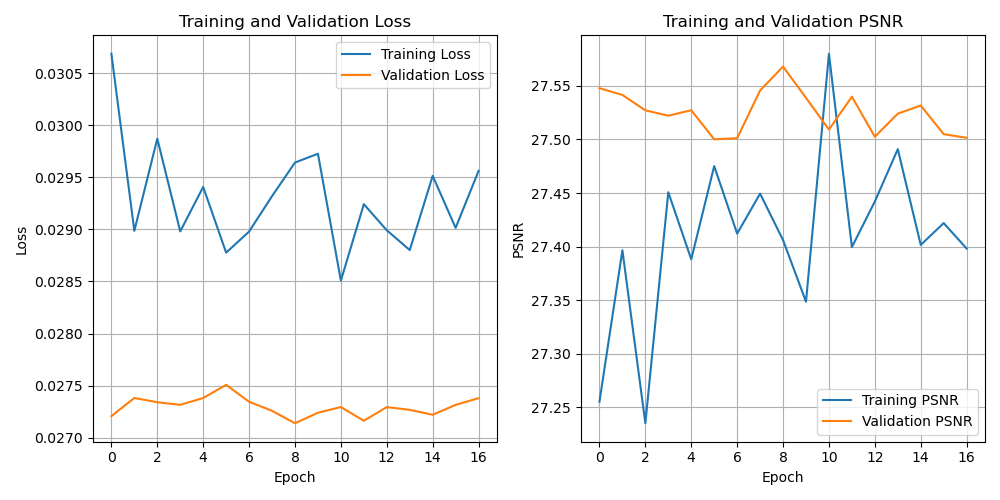 Training and Validation Loss
Training Loss
Validation Loss
0.0305
0.0300
0.0295
0.0290
0.0285
0.0280
0.0275
0.0270
Loss
0 2 4 6 8 10 12 14 16
Epoch
Training and Validation PSNR
27.55
27.50
27.45
27.40
27.35
27.30
27.25
PSNR
Training PSNR
Validation PSNR
0 2 4 6 8 10 12 14 16
Epoch